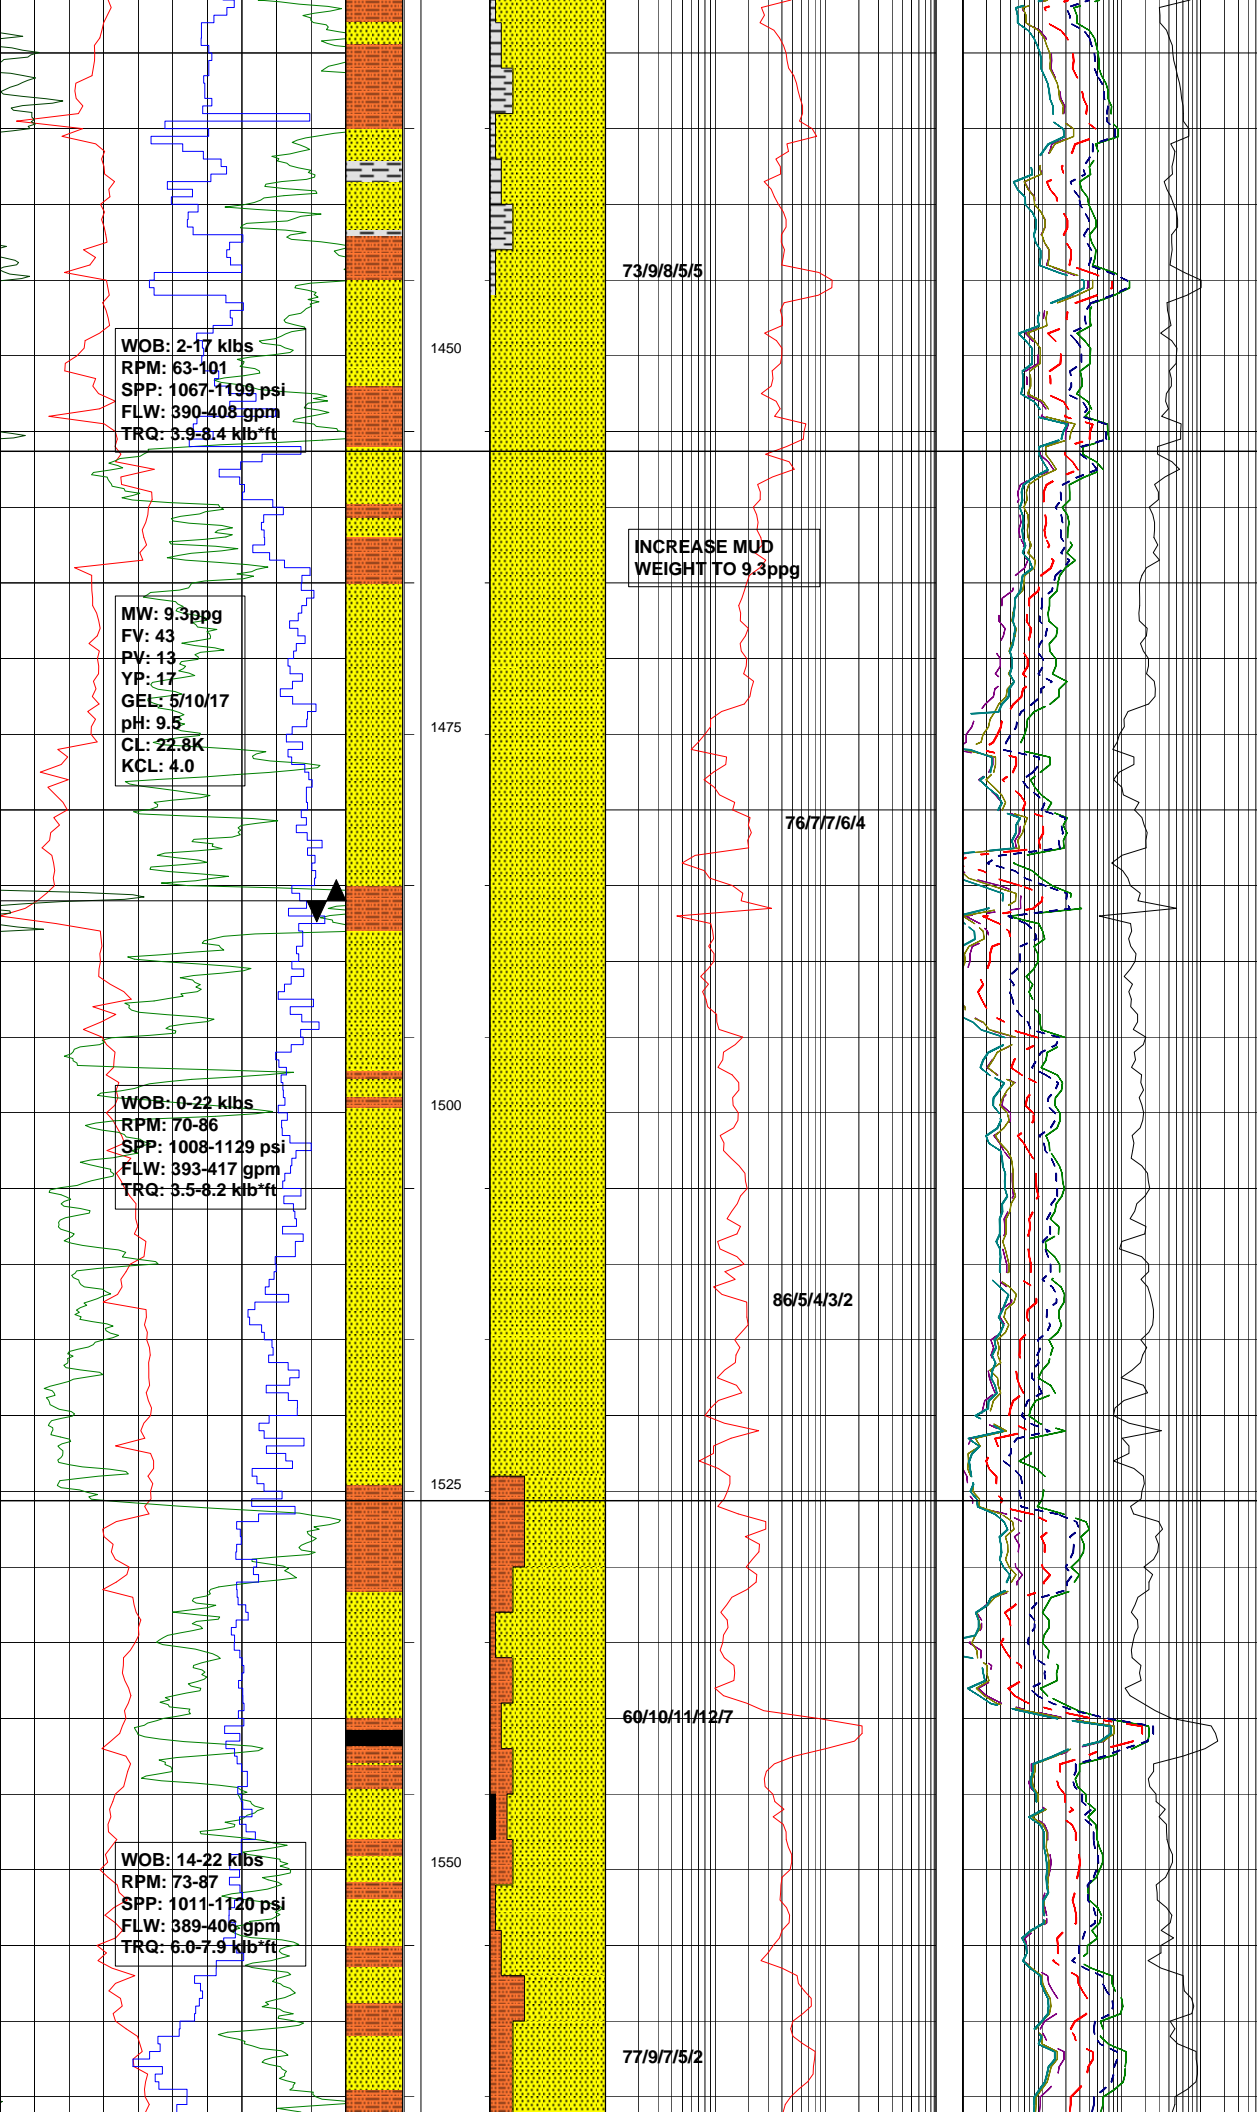 73/9/8/5/5
WOB: 2-17 klbs
RPM: 63-101
SPP: 1067-1199 psi
FLW: 390-408 gpm
TRQ: 3.9-8.4 klb*ft
1450
INCREASE MUD
WEIGHT TO 9.3ppg
MW: 9.3ppg
FV: 43
PV: 13
YP: 17
GEL: 5/10/17
pH: 9.5
CL: 22.8K
KCL: 4.0
1475
76/7/7/6/4
WOB: 0-22 klbs
RPM: 70-86
SPP: 1008-1129 psi
FLW: 393-417 gpm
TRQ: 3.5-8.2 klb*ft
1500
86/5/4/3/2
1525
60/10/11/12/7
WOB: 14-22 klbs
RPM: 73-87
SPP: 1011-1120 psi
FLW: 389-406 gpm
TRQ: 6.0-7.9 klb*ft
1550
77/9/7/5/2